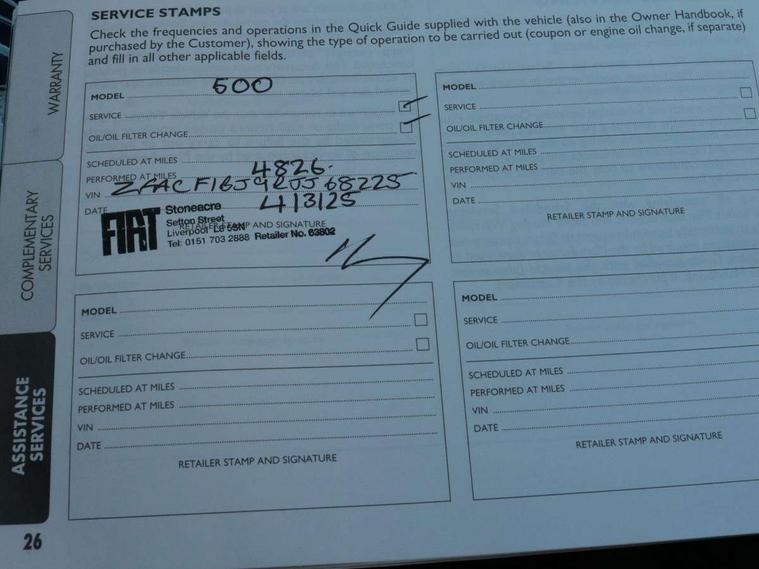 SERVICE STAMPS
Check the frequencies and operations in the Quick Guide supplied with the vehicle (also in the Owner Handbook, if
purchased by the Customer), showing the type of operation to be carried out (coupon or engine oil change, if separate)
and fill in all other applicable fields.
WARRANTY
COMPLEMENTARY
SERVICES
ASSISTANCE
SERVICES
MODEL 500
SERVICE
OIL/OIL FILTER CHANGE
SCHEDULED AT MILES
PERFORMED AT MILES 4826
VIN
DATE 4/3/25
FIAT
Stoneacre
Sefton Street
RETAILER STAMP AND SIGNATURE
Liverpool L8 5SN
Tel: 0151 703 2888 Retailer No. 63802
MODEL
SERVICE
OIL/OIL FILTER CHANGE
SCHEDULED AT MILES
PERFORMED AT MILES
VIN
DATE
RETAILER STAMP AND SIGNATURE
MODEL
SERVICE
OIL/OIL FILTER CHANGE
SCHEDULED AT MILES
PERFORMED AT MILES
VIN
DATE
RETAILER STAMP AND SIGNATURE
MODEL
SERVICE
OIL/OIL FILTER CHANGE
SCHEDULED AT MILES
PERFORMED AT MILES
VIN
DATE
RETAILER STAMP AND SIGNATURE
26